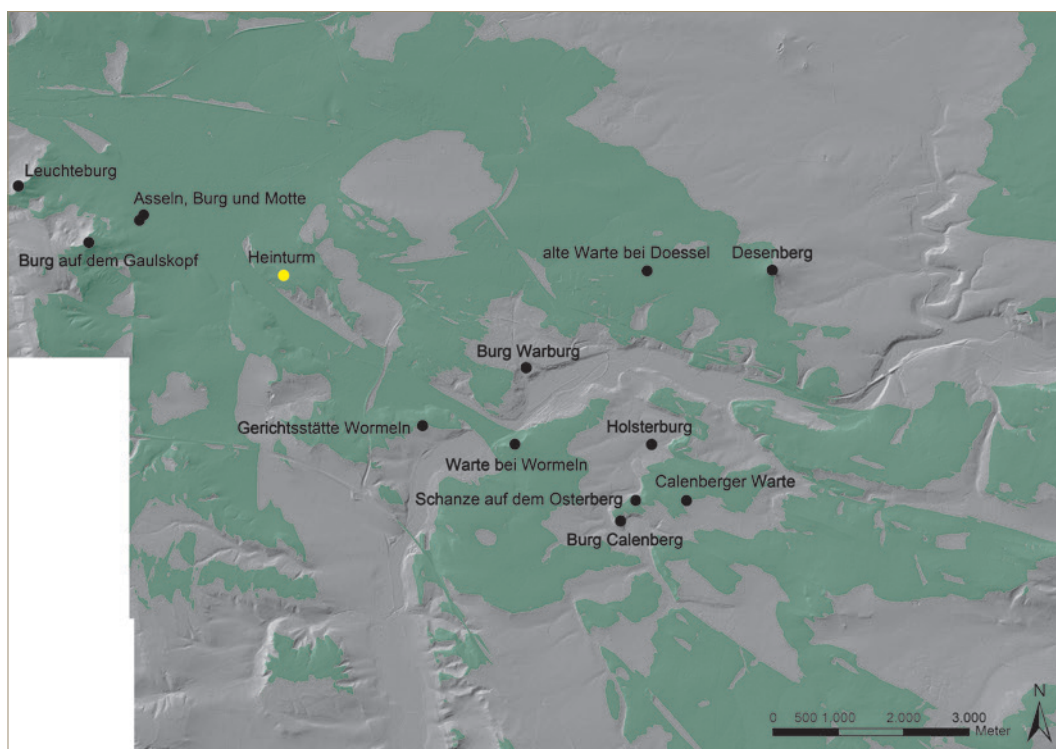 Leuchteburg
Asseln, Burg und Motte
Burg auf dem Gaulskopf
Heinturm
alte Warte bei Doessel
Desenberg
Burg Warburg
Gerichtsstätte Wormeln
Warte bei Wormeln
Holsterburg
Calenberger Warte
Schanze auf dem Osterberg
Burg Calenberg
N
0 500 1.000 2.000 3.000
Meter